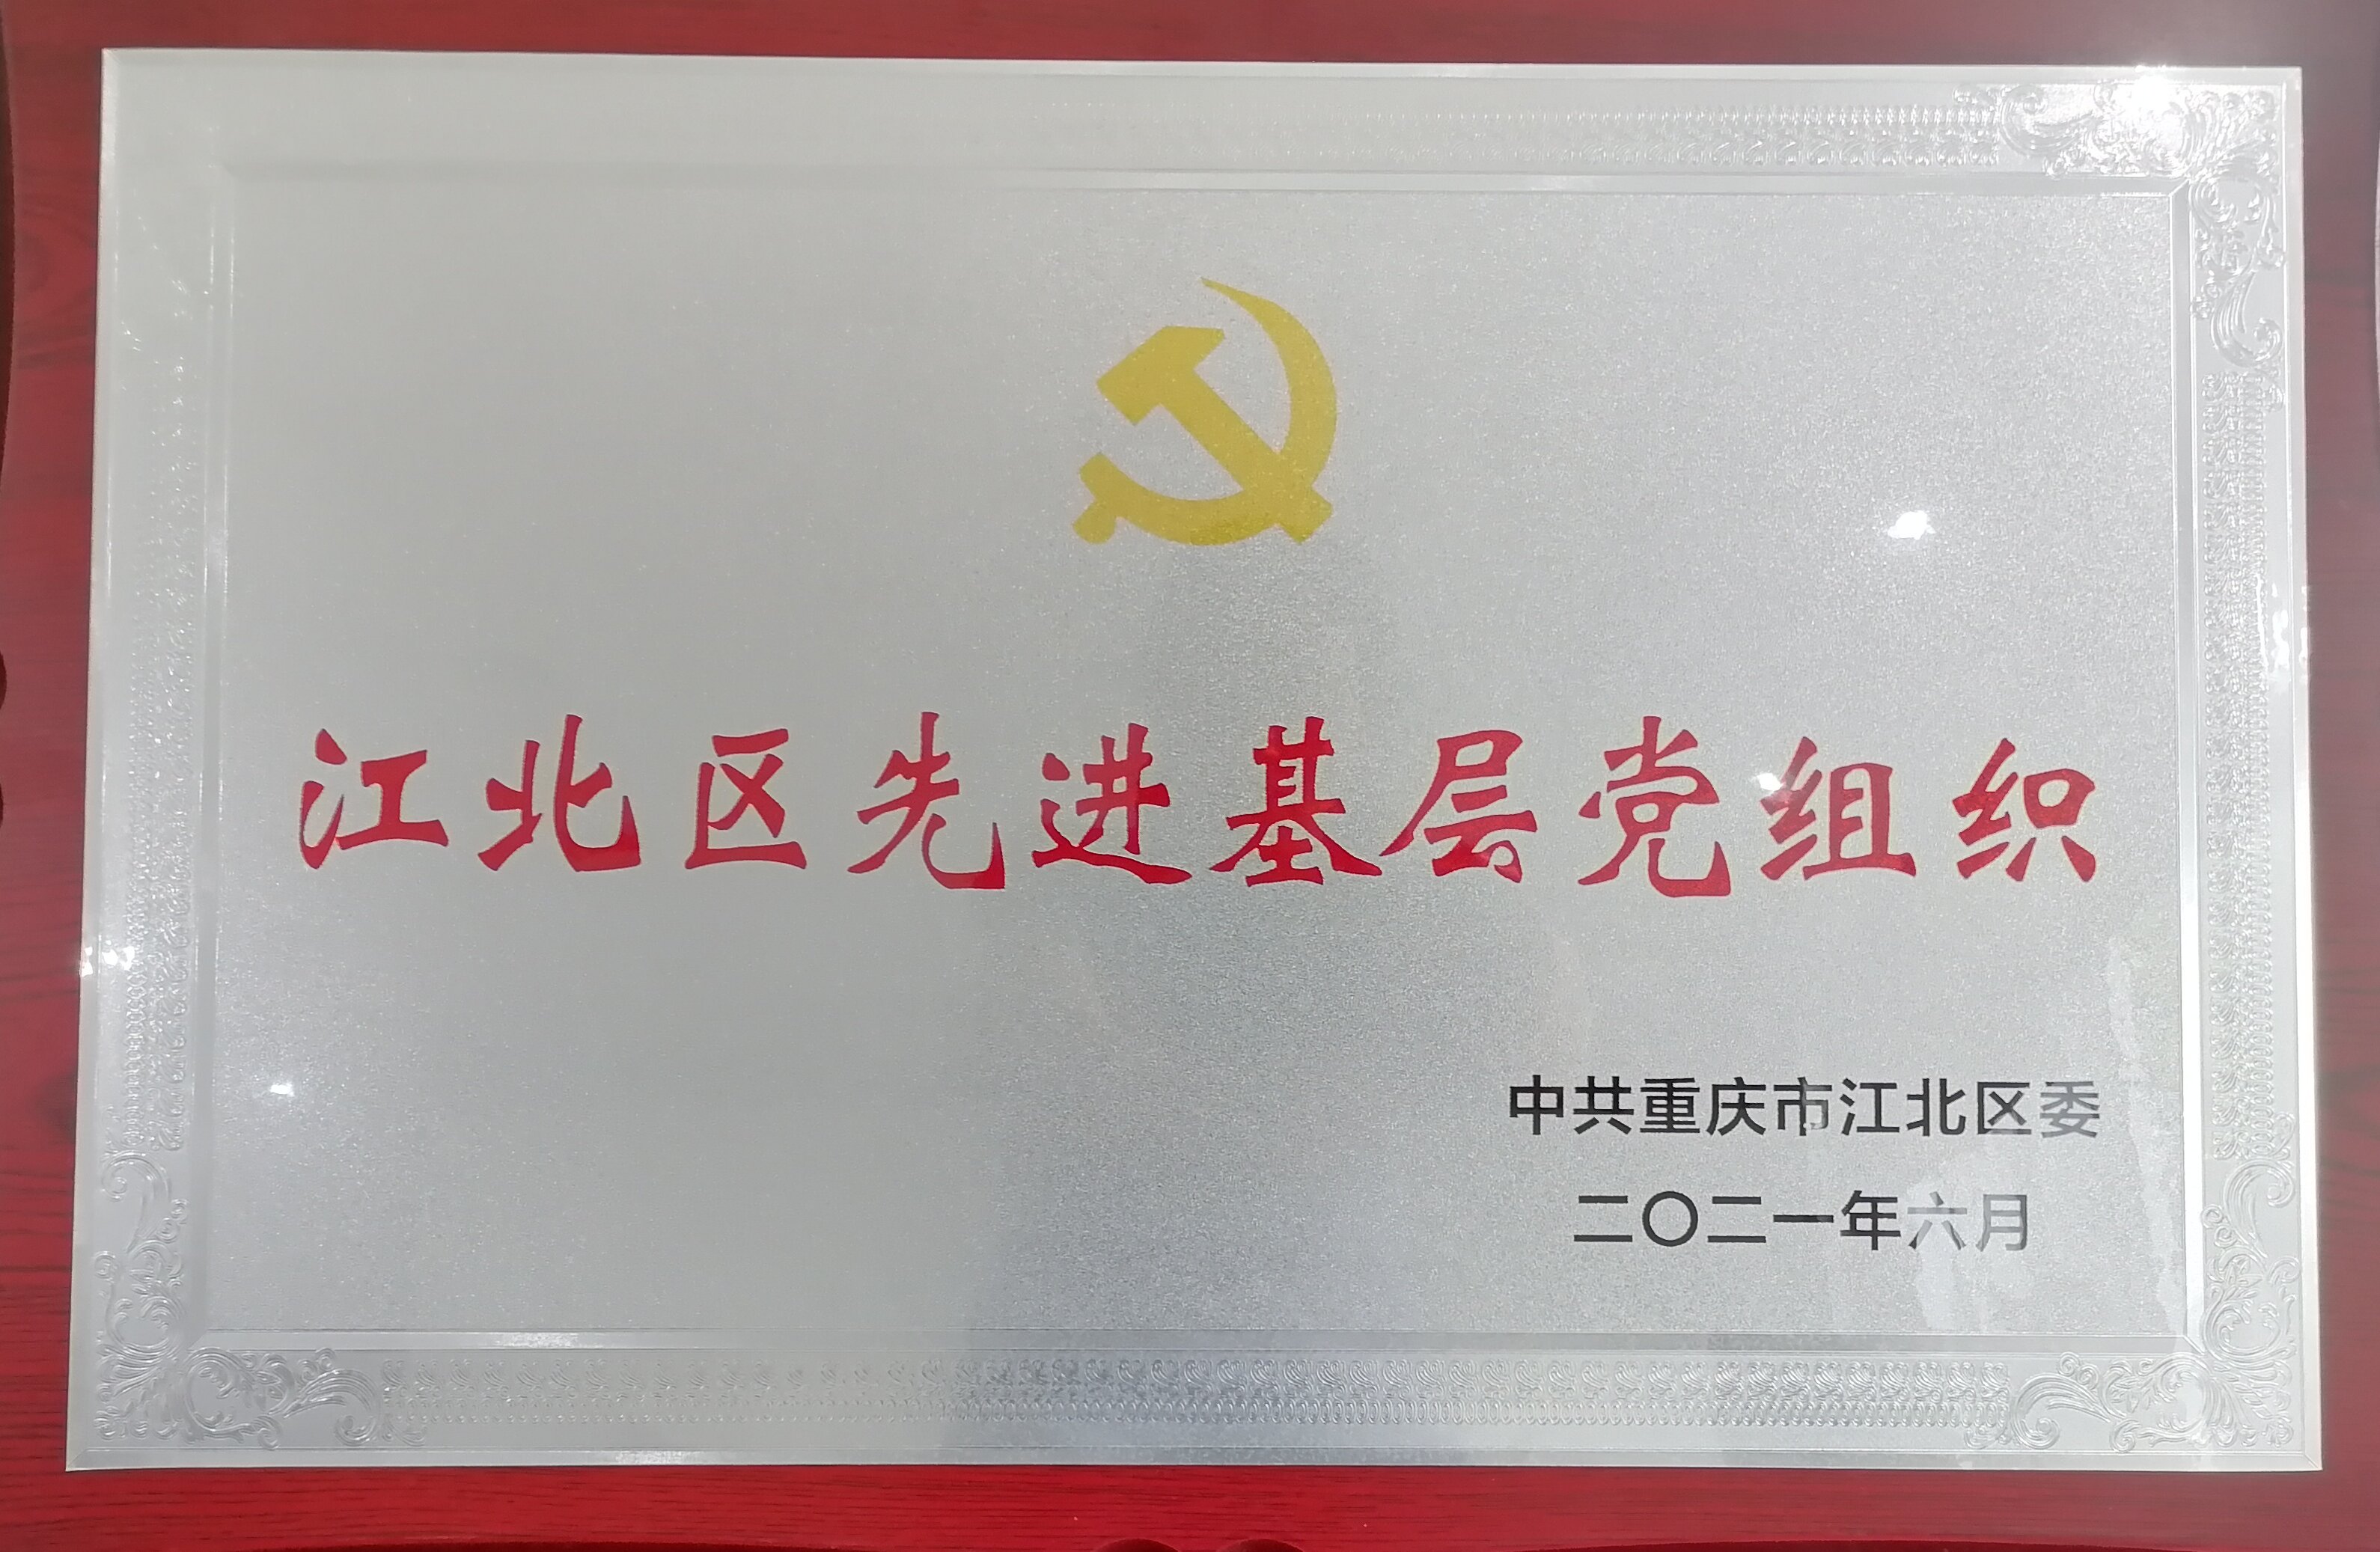 江北区先进基层党组织
中共重庆市江北区委
二〇二一年六月